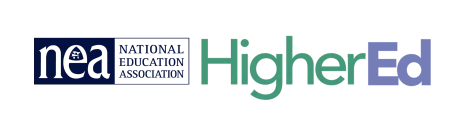 nea NATIONAL
EDUCATION
ASSOCIATION
HigherEd